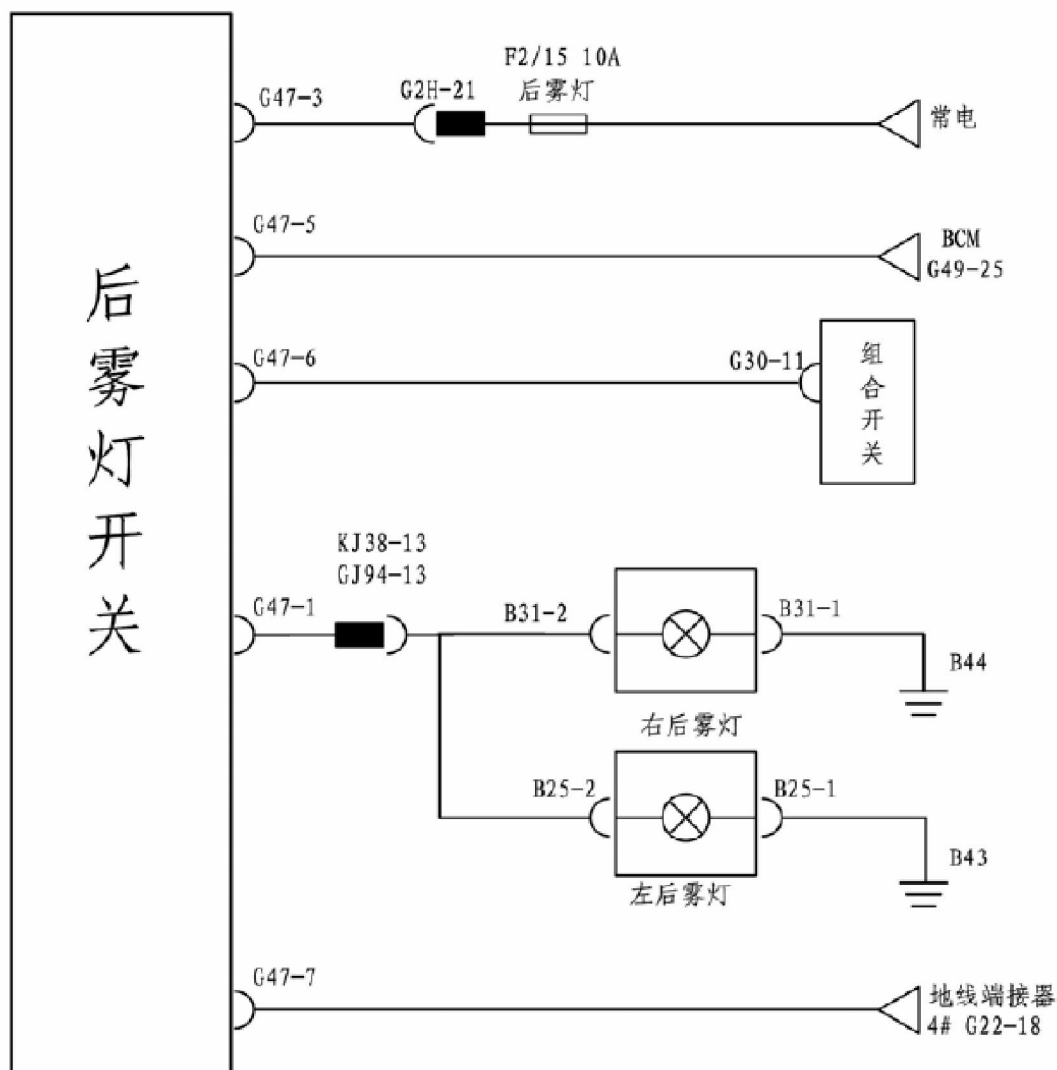 F2/15 10A
后雾灯
G47-3
G2H-21
常电
G47-5
BCM
G49-25
后雾灯开关
G47-6
G30-11
组合开关
KJ38-13
GJ94-13
G47-1
B31-2
B31-1
B44
右后雾灯
B25-2
B25-1
B43
左后雾灯
G47-7
地线端接器
4# G22-18